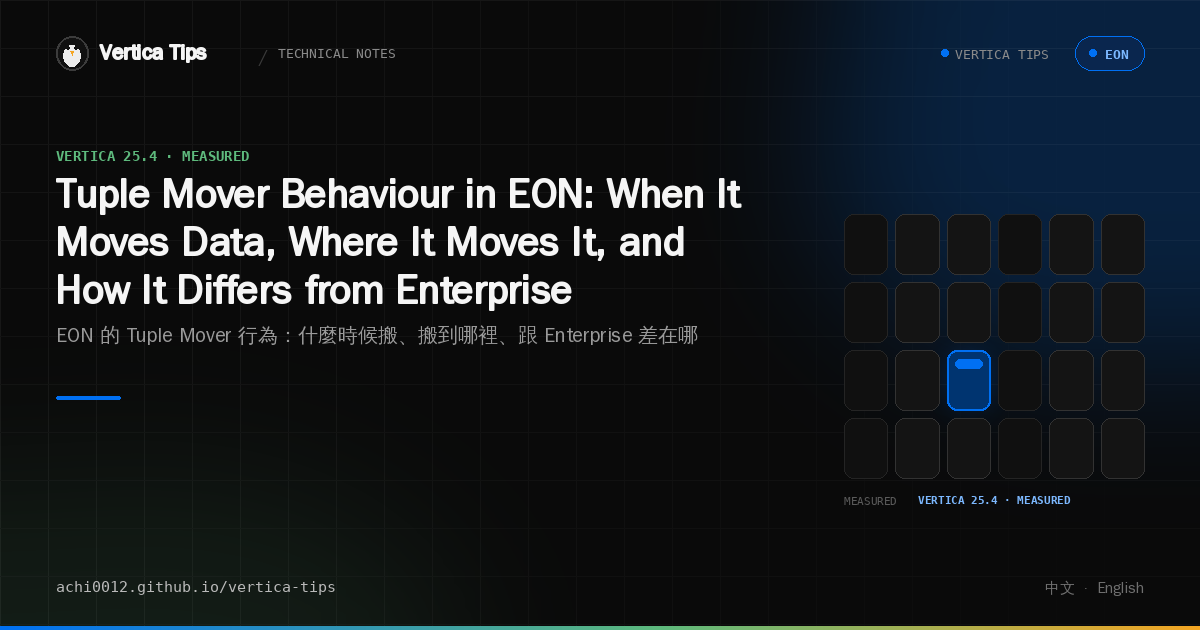 Vertica Tips
/ TECHNICAL NOTES
VERTICA TIPS
EON
VERTICA 25.4 · MEASURED
Tuple Mover Behaviour in EON: When It
Moves Data, Where It Moves It, and
How It Differs from Enterprise
EON 的 Tuple Mover 行為：什麼時候搬、搬到哪裡、跟 Enterprise 差在哪
MEASURED
VERTICA 25.4 · MEASURED
achi0012.github.io/vertica-tips
中文 · English